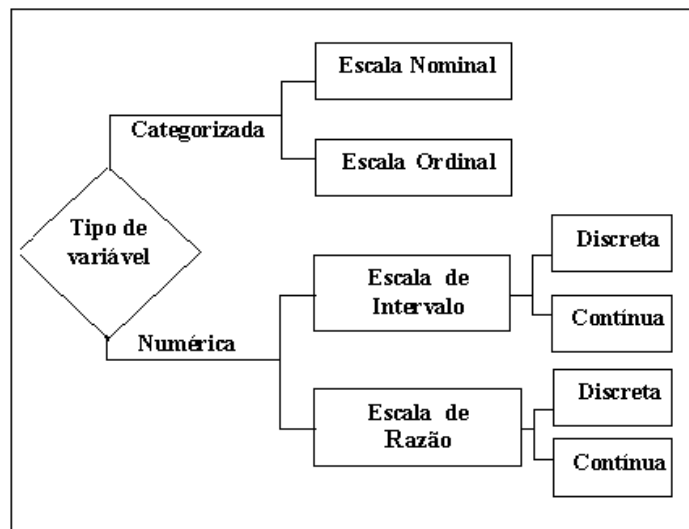 Escala Nominal
Categorizada
Escala Ordinal
Tipo de
variável
Discreta
Escala de
Intervalo
Contínua
Numérica
Discreta
Escala de
Razão
Contínua